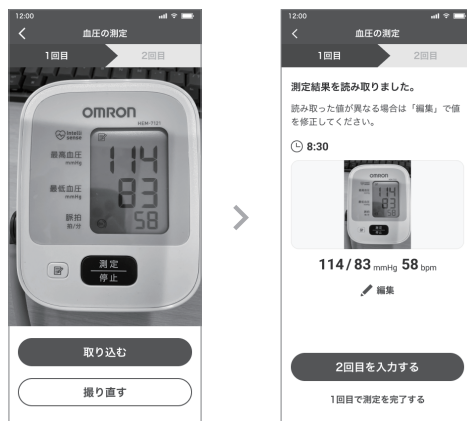 12:00
血圧の測定
1回目
2回目
OMRON
HEM-7121
Intelli
sense
最高血圧
mmHg
114
最低血圧
mmHg
83
脈拍
拍/分
58
測定
停止
取り込む
撮り直す
12:00
血圧の測定
1回目
2回目
測定結果を読み取りました。
読み取った値が異なる場合は「編集」で値
を修正してください。
8:30
OMRON
114
83
58
114/83 mmHg 58 bpm
編集
2回目を入力する
1回目で測定を完了する